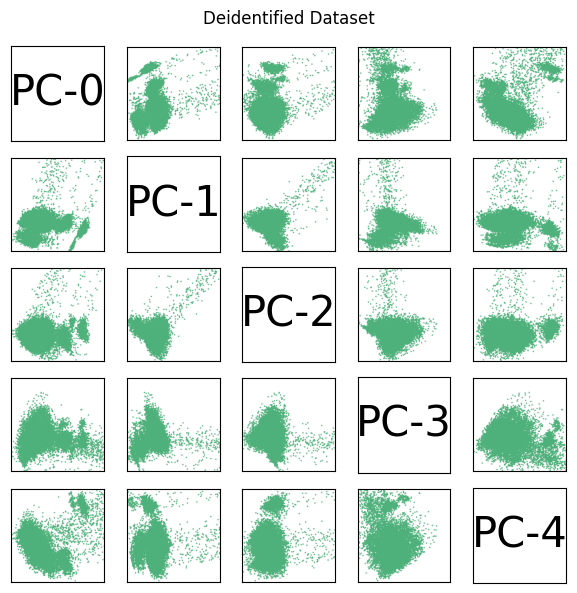 Deidentified Dataset
PC-0
PC-1
PC-2
PC-3
PC-4